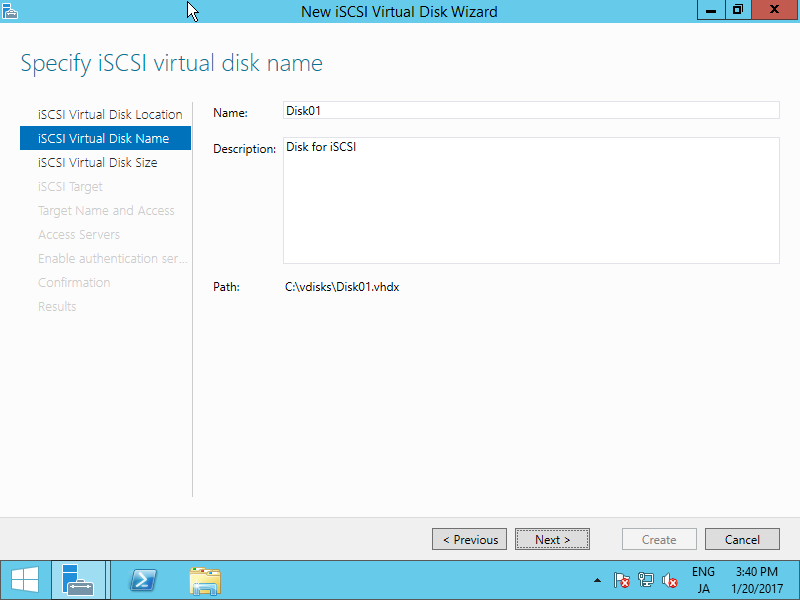 New iSCSI Virtual Disk Wizard
Specify iSCSI virtual disk name
iSCSI Virtual Disk Location
iSCSI Virtual Disk Name
iSCSI Virtual Disk Size
iSCSI Target
Target Name and Access
Access Servers
Enable authentication ser...
Confirmation
Results
Name:
Disk01
Description:
Disk for iSCSI
Path:
C:\vdisks\Disk01.vhdx
< Previous
Next >
Create
Cancel
ENG
JA
3:40 PM
1/20/2017